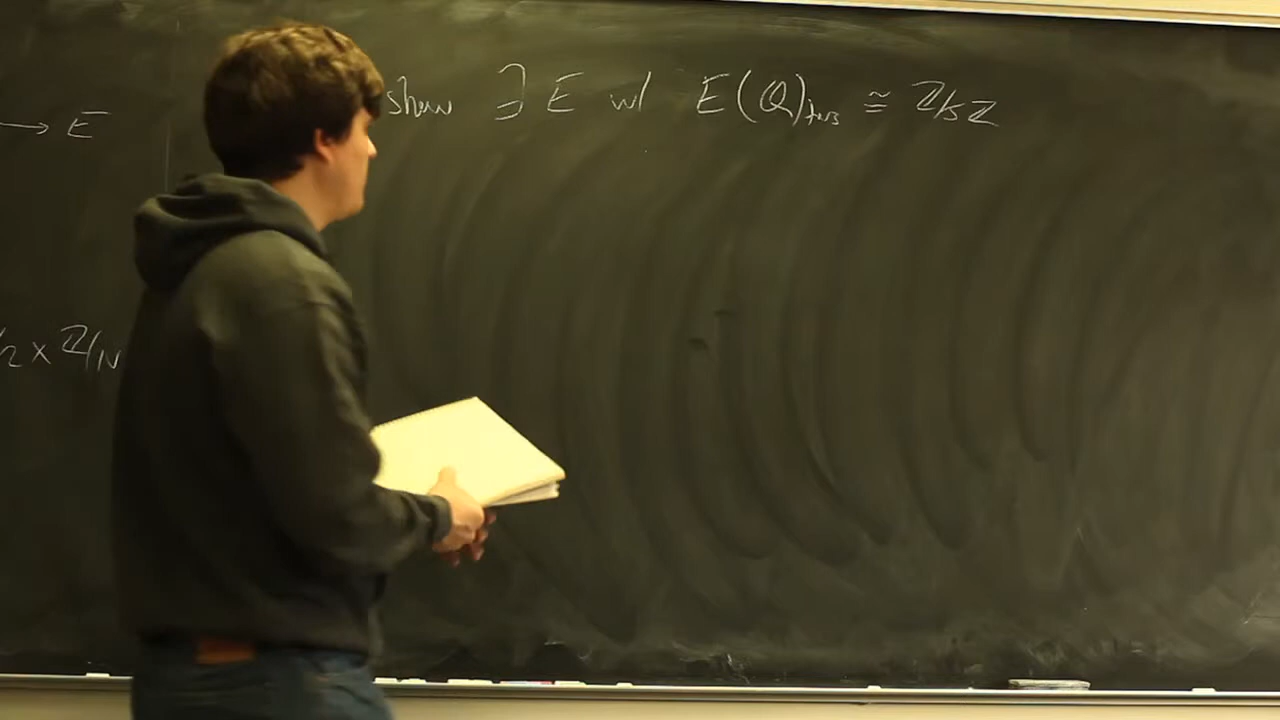 → E
show ∃ E w/ E(Q)tors ≅ Z/5Z
/2 × Z/N